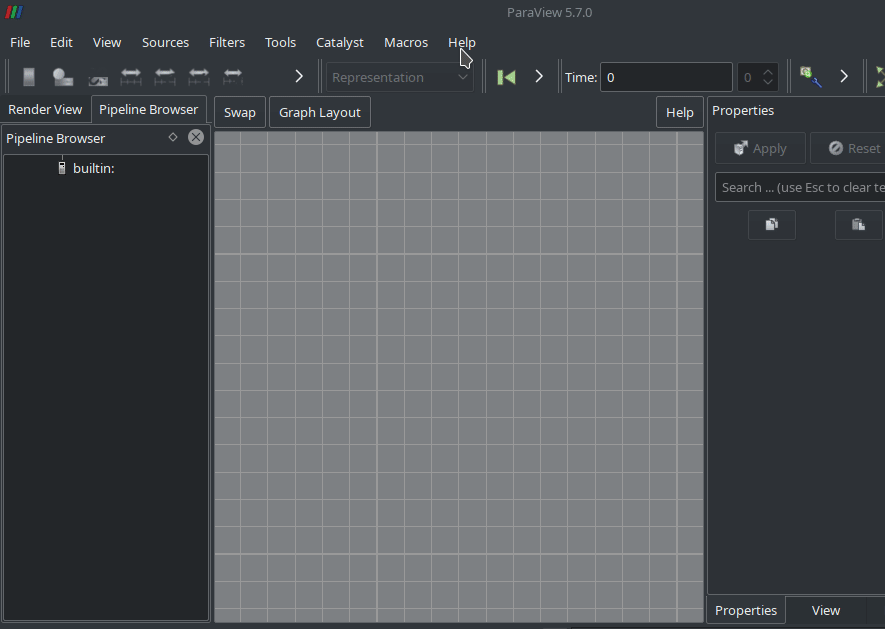 ParaView 5.7.0
File Edit View Sources Filters Tools Catalyst Macros Help
Representation Time: 0 0
Render View Pipeline Browser Swap Graph Layout Help Properties
Pipeline Browser
Apply Reset
builtin:
Search ... (use Esc to clear te
Properties View